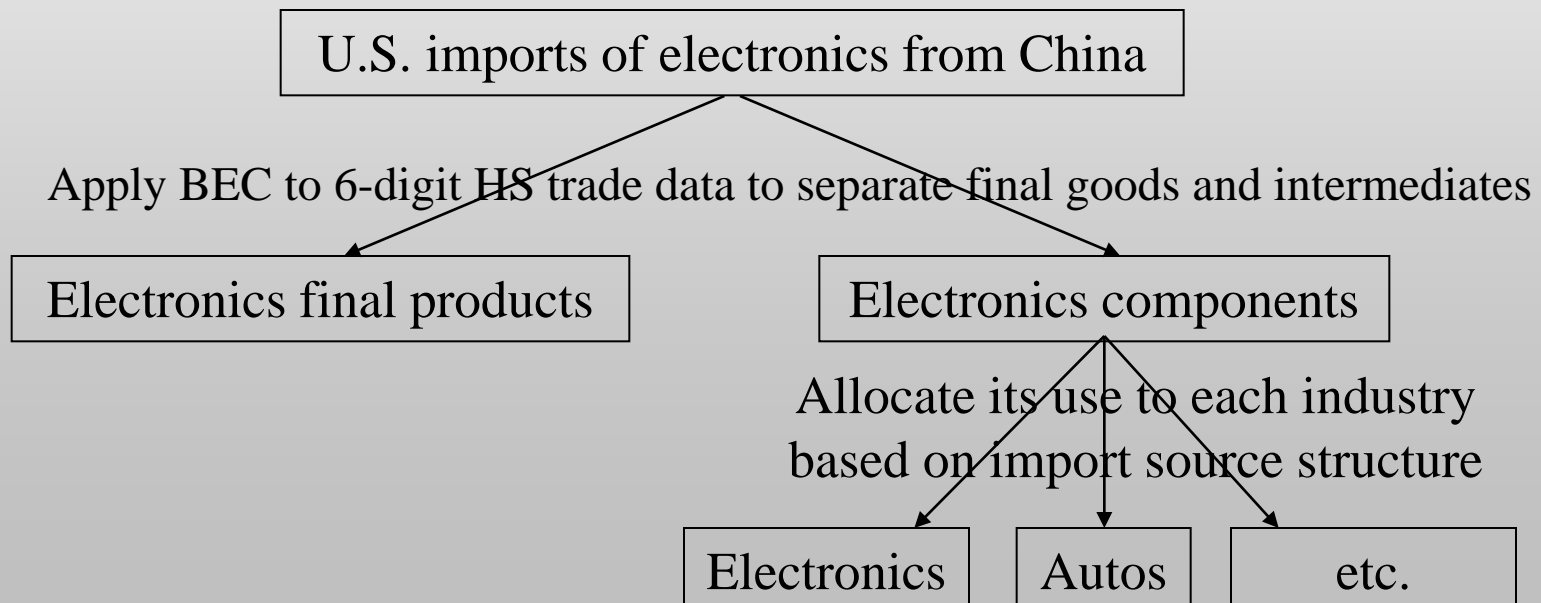 U.S. imports of electronics from China
Apply BEC to 6-digit HS trade data to separate final goods and intermediates
Electronics final products
Electronics components
Allocate its use to each industry
based on import source structure
Electronics
Autos
etc.